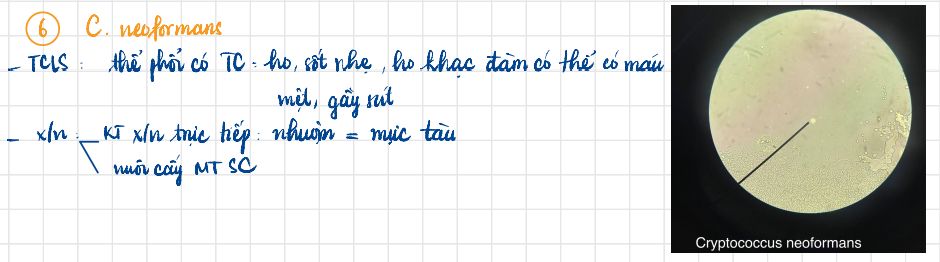 6 C. neoformans
- TCLS: thể phổi có TC: ho, sốt nhẹ, ho khạc đàm có thể có máu
mệt, gầy sút
- x/n: KT x/n trực tiếp: nhuộm = mực tàu
nuôi cấy MT SC
Cryptococcus neoformans